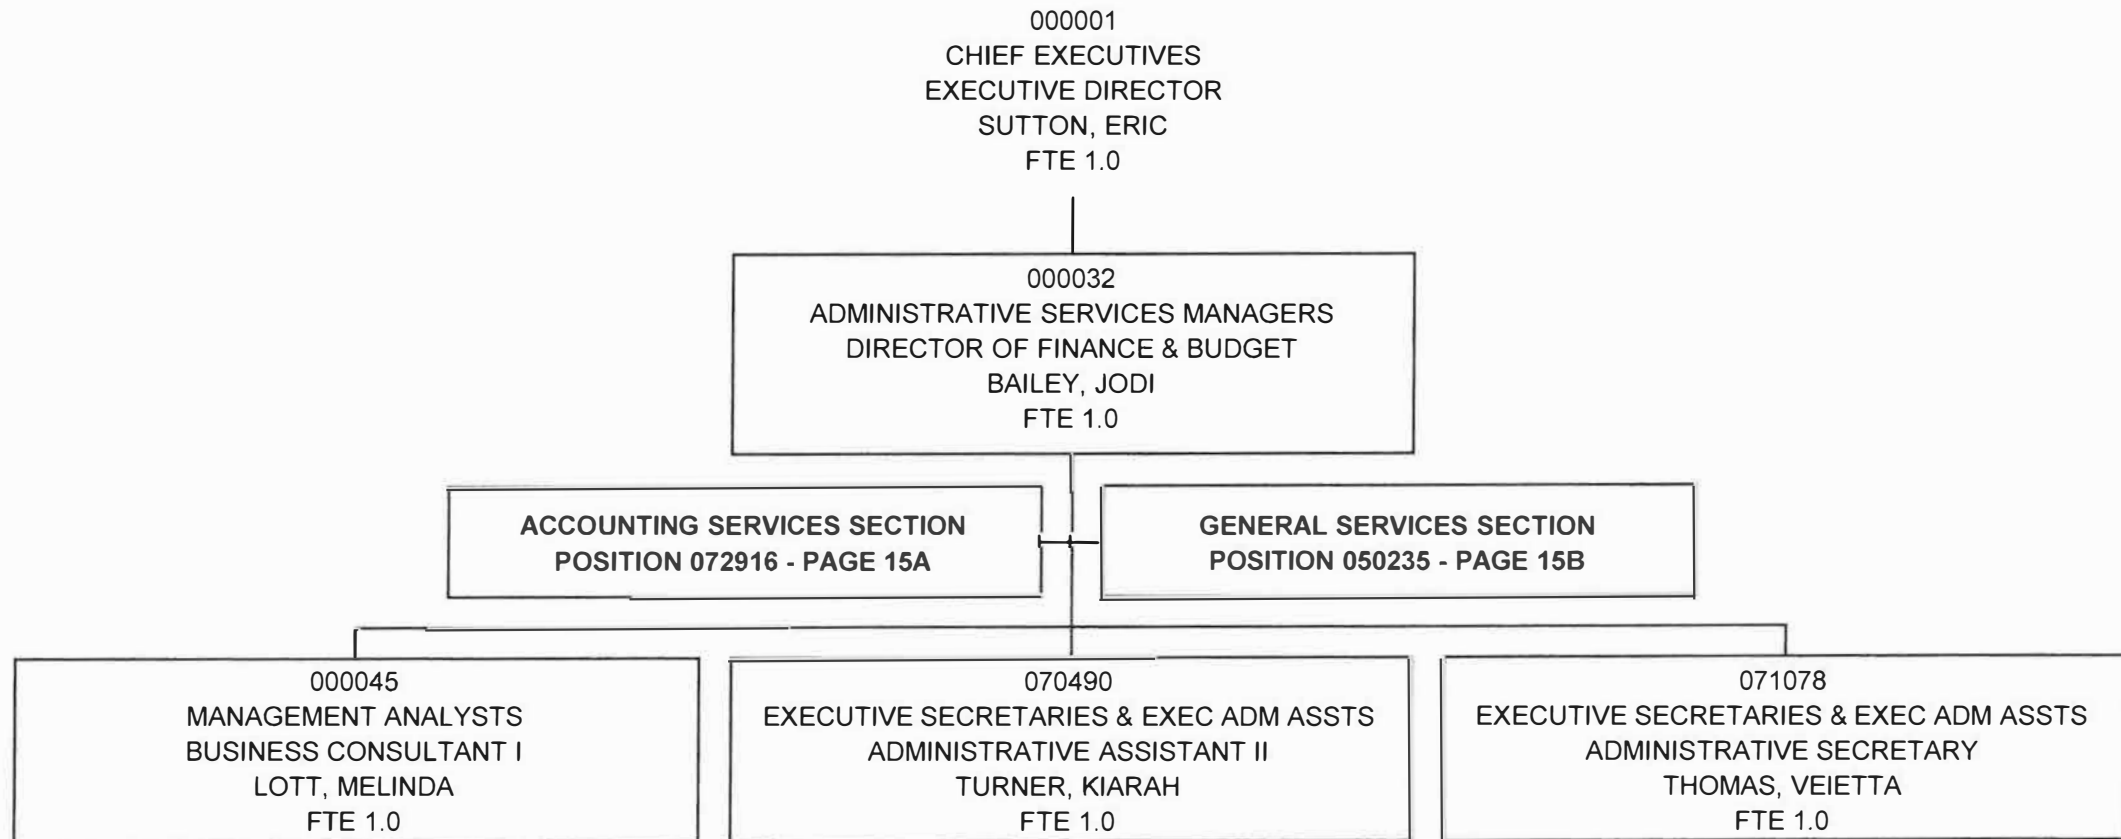 000001
CHIEF EXECUTIVES
EXECUTIVE DIRECTOR
SUTTON, ERIC
FTE 1.0
000032
ADMINISTRATIVE SERVICES MANAGERS
DIRECTOR OF FINANCE & BUDGET
BAILEY, JODI
FTE 1.0
ACCOUNTING SERVICES SECTION
POSITION 072916 - PAGE 15A
GENERAL SERVICES SECTION
POSITION 050235 - PAGE 15B
000045
MANAGEMENT ANALYSTS
BUSINESS CONSULTANT I
LOTT, MELINDA
FTE 1.0
070490
EXECUTIVE SECRETARIES & EXEC ADM ASSTS
ADMINISTRATIVE ASSISTANT II
TURNER, KIARAH
FTE 1.0
071078
EXECUTIVE SECRETARIES & EXEC ADM ASSTS
ADMINISTRATIVE SECRETARY
THOMAS, VEIETTA
FTE 1.0